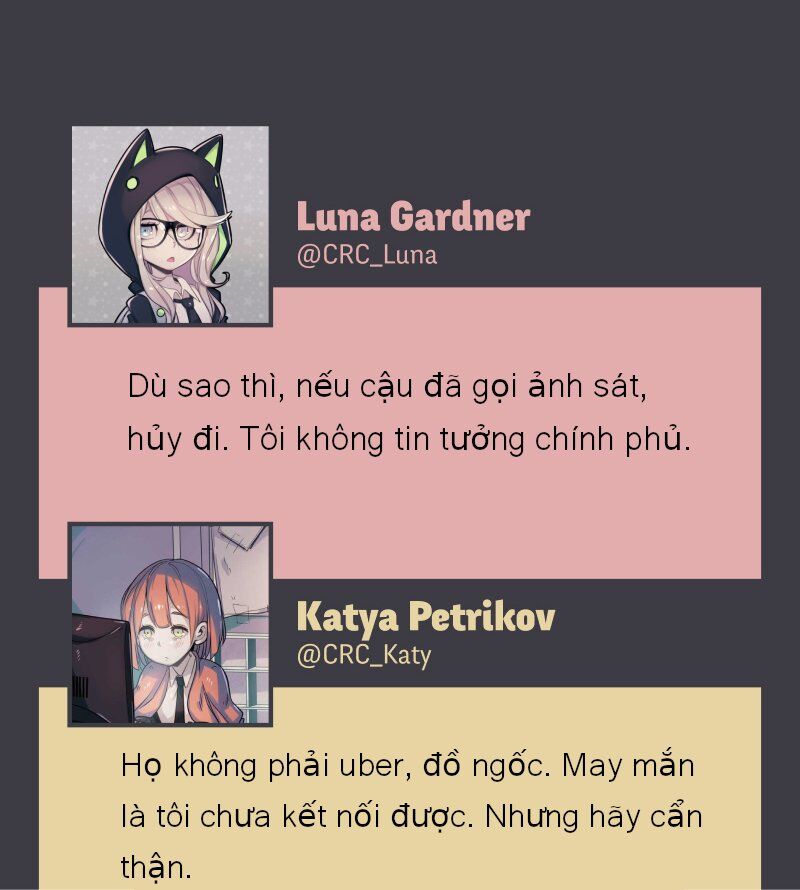 Luna Gardner
@CRC_Luna
Dù sao thì, nếu cậu đã gọi ảnh sát,
hủy đi. Tôi không tin tưởng chính phủ.
Katya Petrikov
@CRC_Katy
Họ không phải uber, đồ ngốc. May mắn
là tôi chưa kết nối được. Nhưng hãy cẩn
thận.